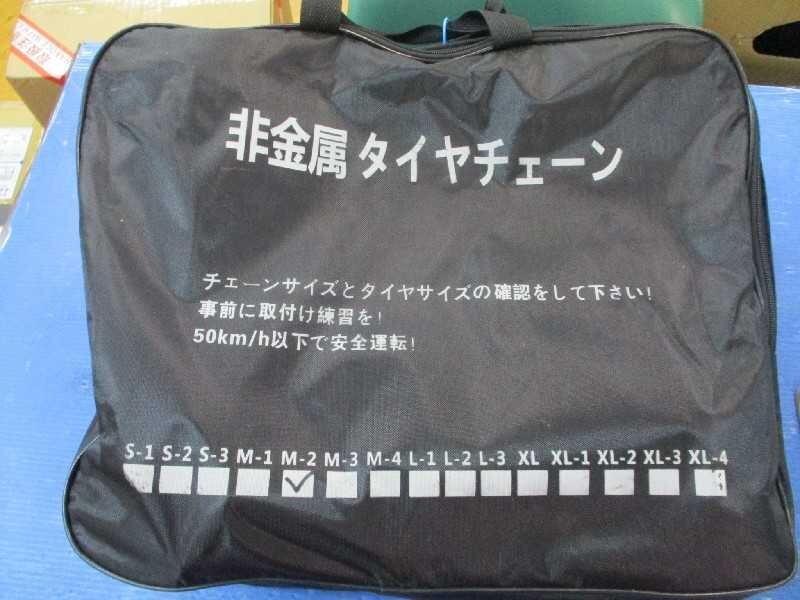 非金属 タイヤチェーン
チェーンサイズとタイヤサイズの確認をして下さい!
事前に取付け練習を!
50km/h以下で安全運転!
S-1 S-2 S-3 M-1 M-2 M-3 M-4 L-1 L-2 L-3 XL XL-1 XL-2 XL-3 XL-4